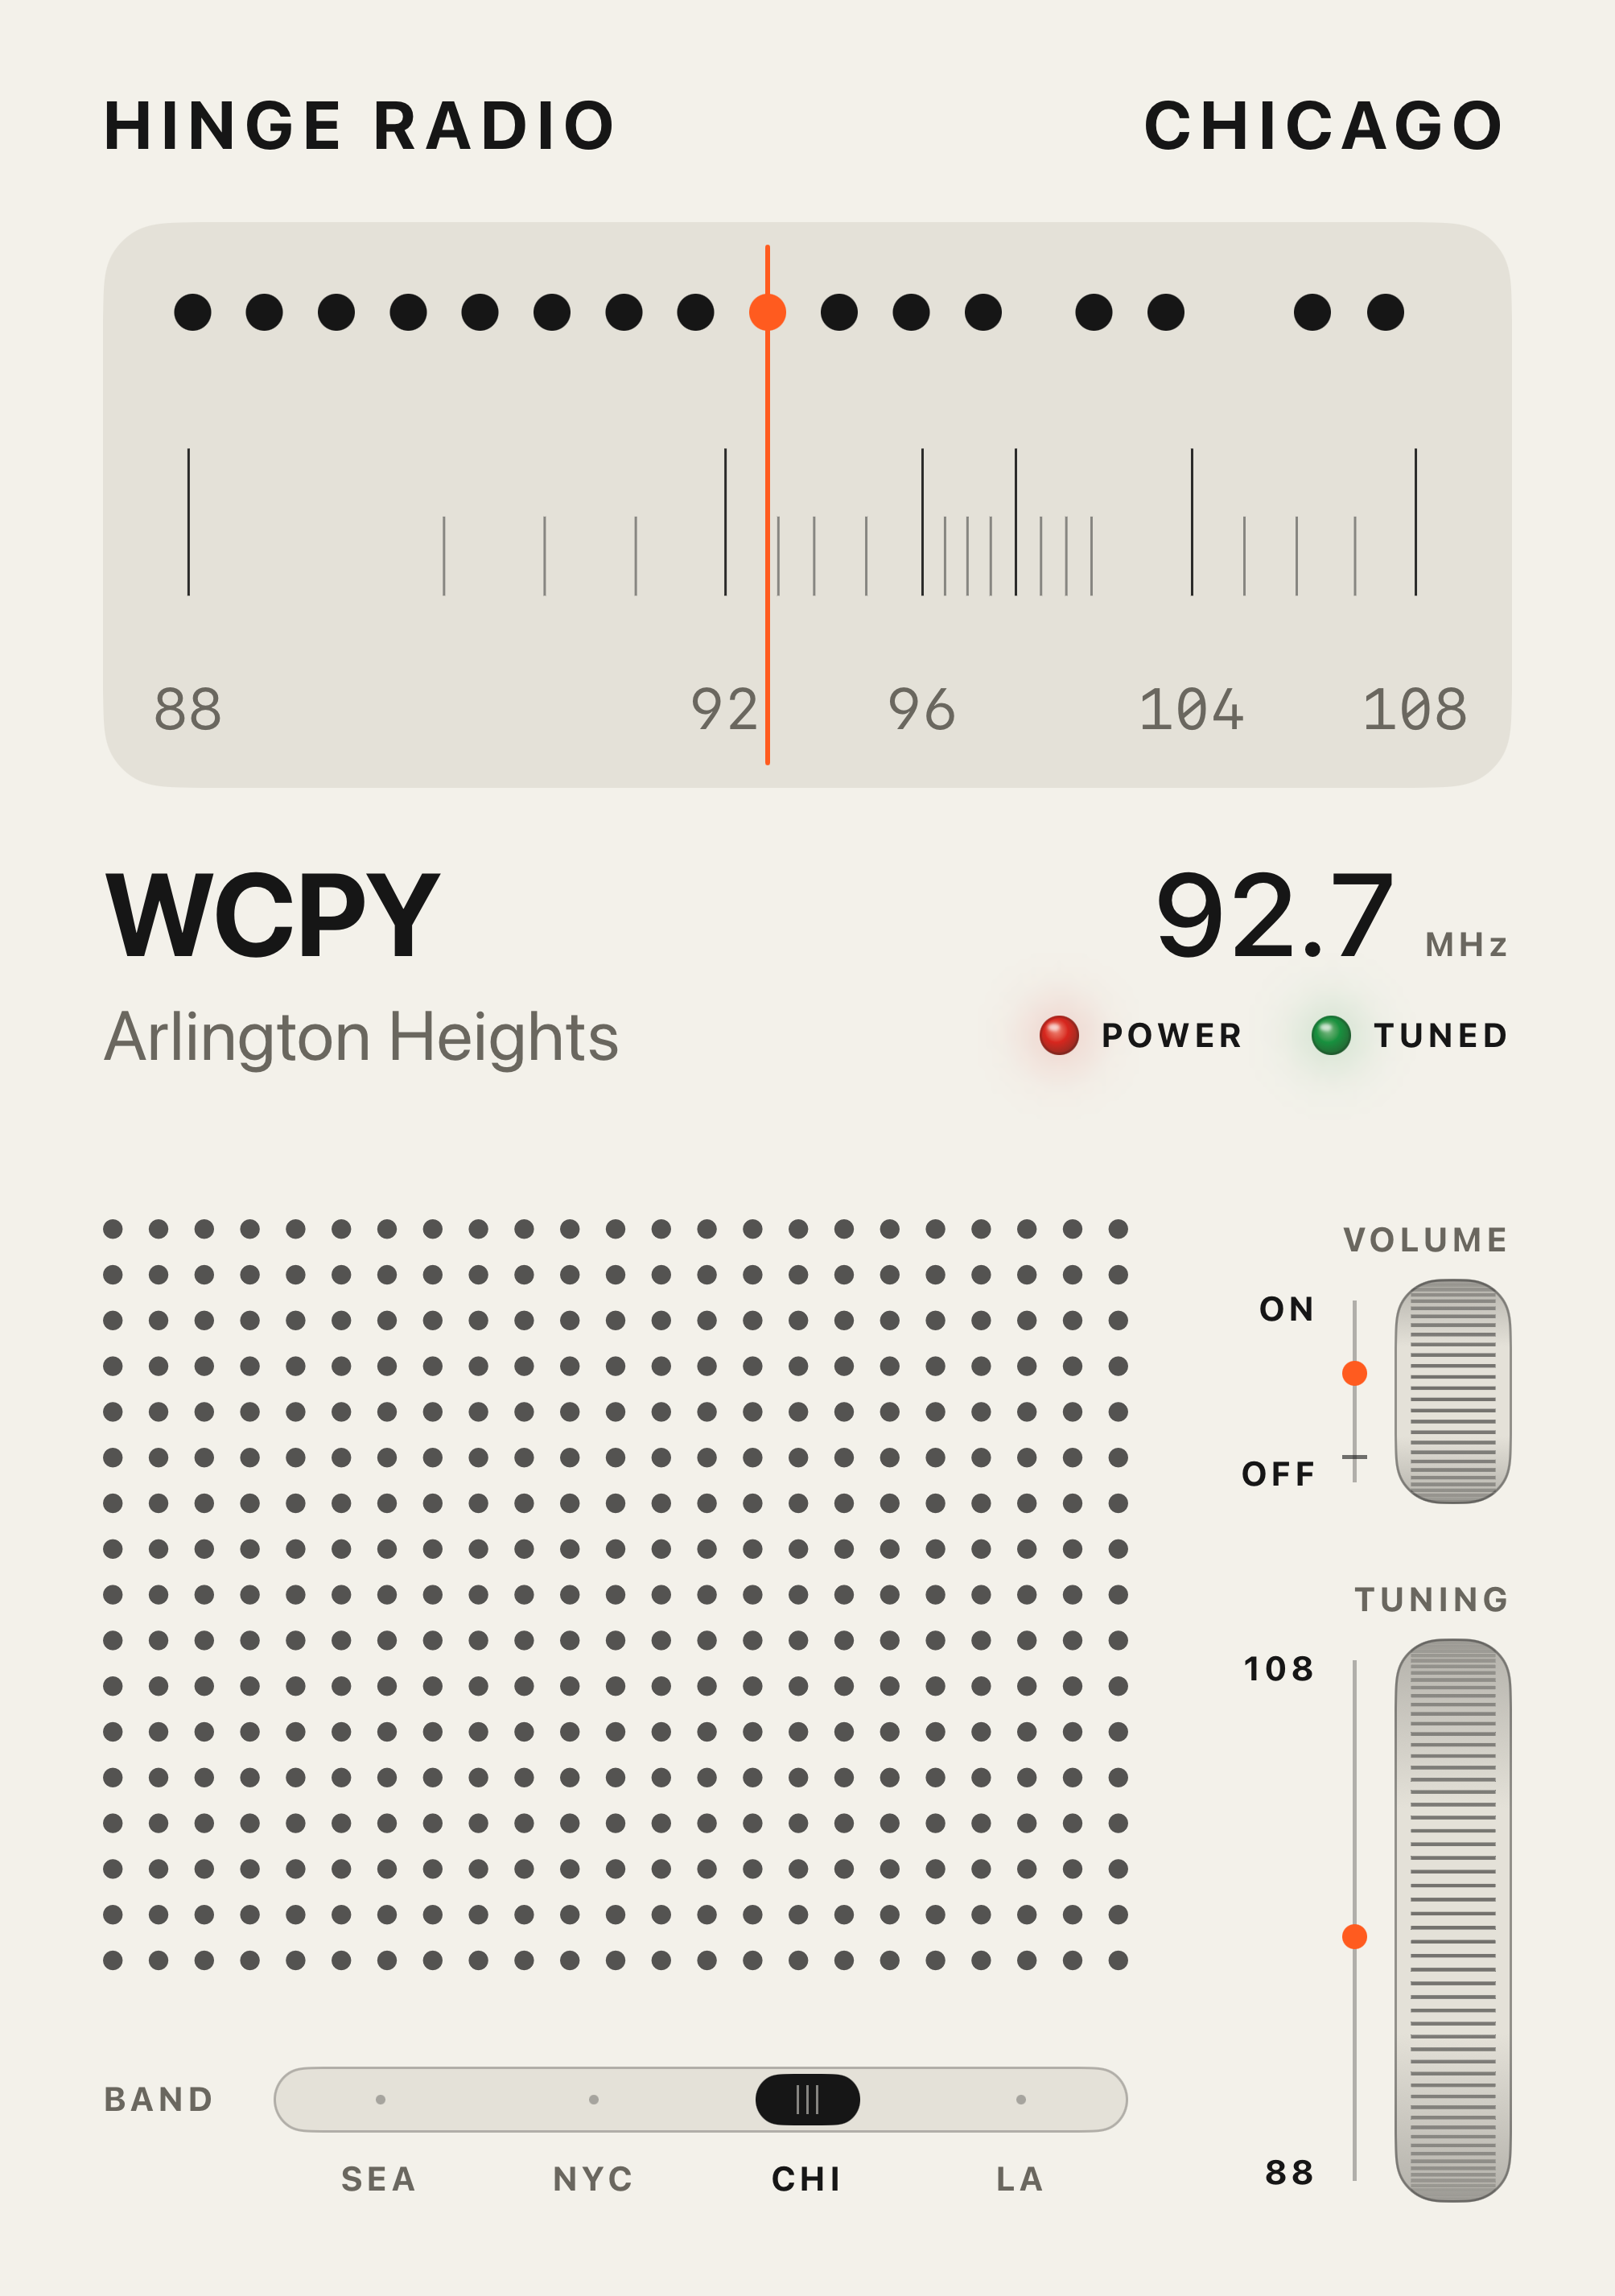 HINGE RADIO CHICAGO
88 92 96 104 108
WCPY 92.7 MHz
Arlington Heights POWER TUNED
VOLUME
ON
OFF
TUNING
108
88
BAND
SEA NYC CHI LA